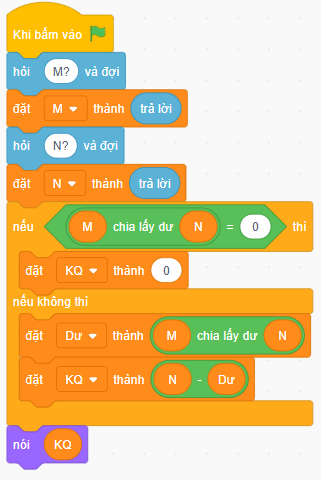 Khi bấm vào
hỏi M? và đợi
đặt M thành trả lời
hỏi N? và đợi
đặt N thành trả lời
nếu M chia lấy dư N = 0 thì
đặt KQ thành 0
nếu không thì
đặt Dư thành M chia lấy dư N
đặt KQ thành N - Dư
nói KQ